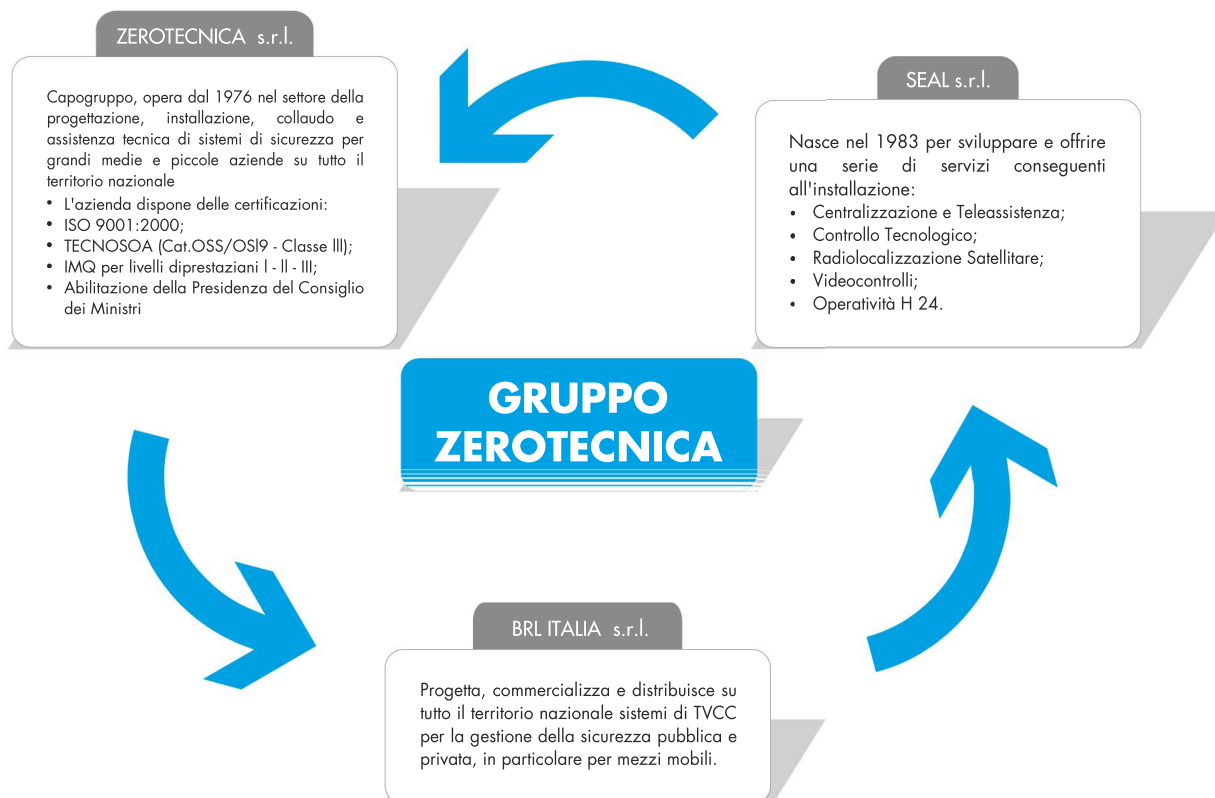 ZEROTECNICA s.r.l.
Capogruppo, opera dal 1976 nel settore della
progettazione, installazione, collaudo e
assistenza tecnica di sistemi di sicurezza per
grandi medie e piccole aziende su tutto il
territorio nazionale
• L'azienda dispone delle certificazioni:
• ISO 9001:2000;
• TECNOSOA (Cat.OSS/OSl9 - Classe lll);
• IMQ per livelli diprestaziani l - ll - III;
• Abilitazione della Presidenza del Consiglio
dei Ministri
SEAL s.r.l.
Nasce nel 1983 per sviluppare e offrire
una serie di servizi conseguenti
all'installazione:
• Centralizzazione e Teleassistenza;
• Controllo Tecnologico;
• Radiolocalizzazione Satellitare;
• Videocontrolli;
• Operatività H 24.
GRUPPO
ZEROTECNICA
BRL ITALIA s.r.l.
Progetta, commercializza e distribuisce su
tutto il territorio nazionale sistemi di TVCC
per la gestione della sicurezza pubblica e
privata, in particolare per mezzi mobili.